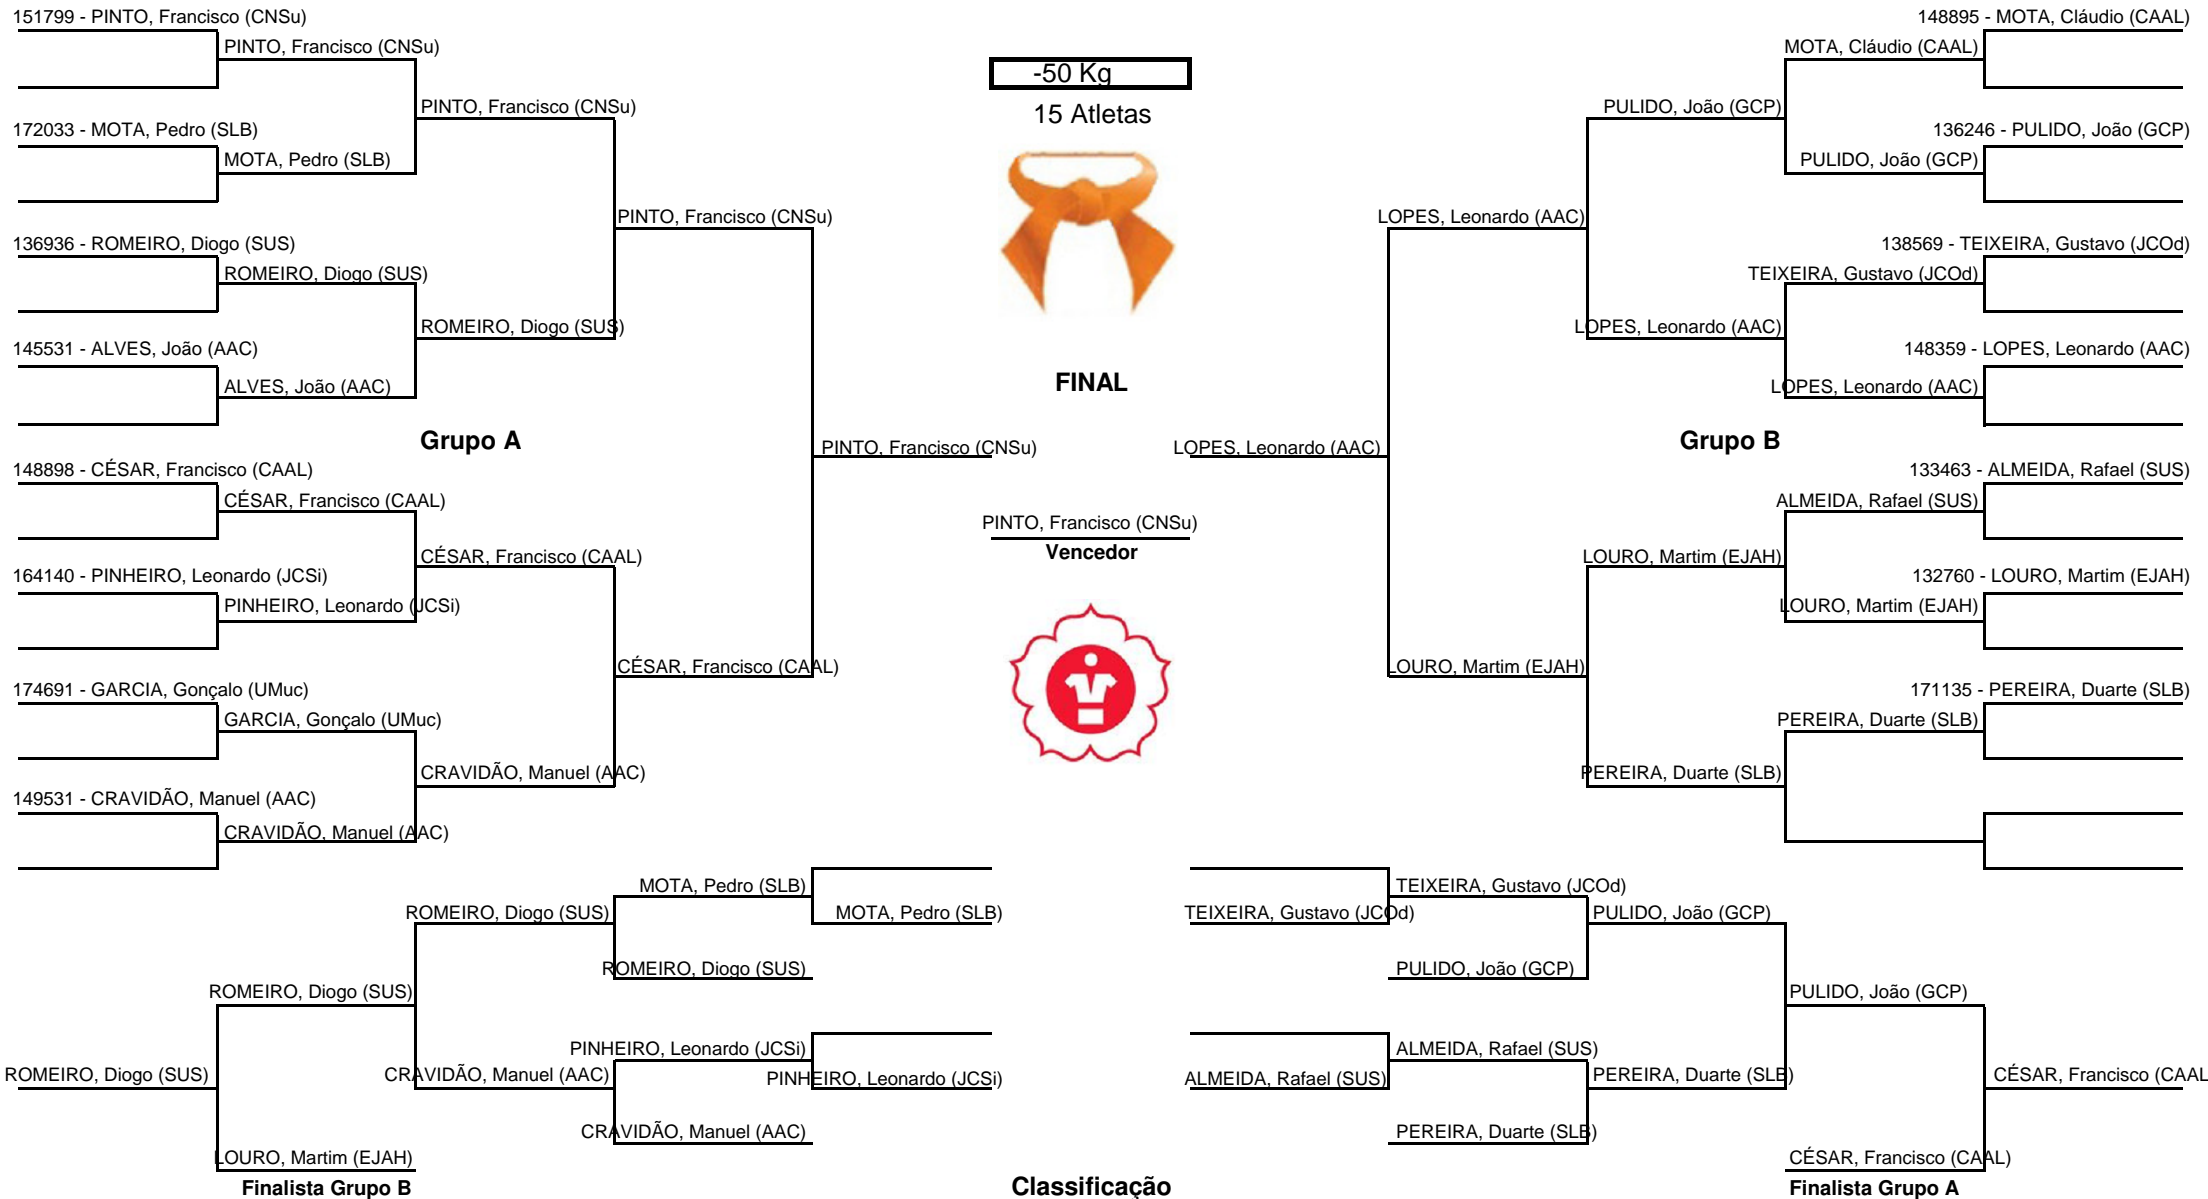 151799 - PINTO, Francisco (CNSu)
PINTO, Francisco (CNSu)
PINTO, Francisco (CNSu)
172033 - MOTA, Pedro (SLB)
MOTA, Pedro (SLB)
PINTO, Francisco (CNSu)
136936 - ROMEIRO, Diogo (SUS)
ROMEIRO, Diogo (SUS)
ROMEIRO, Diogo (SUS)
145531 - ALVES, João (AAC)
ALVES, João (AAC)
Grupo A
PINTO, Francisco (CNSu)
148898 - CÉSAR, Francisco (CAAL)
CÉSAR, Francisco (CAAL)
CÉSAR, Francisco (CAAL)
164140 - PINHEIRO, Leonardo (JCSi)
PINHEIRO, Leonardo (JCSi)
CÉSAR, Francisco (CAAL)
174691 - GARCIA, Gonçalo (UMuc)
GARCIA, Gonçalo (UMuc)
CRAVIDÃO, Manuel (AAC)
149531 - CRAVIDÃO, Manuel (AAC)
CRAVIDÃO, Manuel (AAC)
-50 Kg
15 Atletas
FINAL
PINTO, Francisco (CNSu)
Vencedor
148895 - MOTA, Cláudio (CAAL)
MOTA, Cláudio (CAAL)
PULIDO, João (GCP)
136246 - PULIDO, João (GCP)
PULIDO, João (GCP)
LOPES, Leonardo (AAC)
138569 - TEIXEIRA, Gustavo (JCOd)
TEIXEIRA, Gustavo (JCOd)
LOPES, Leonardo (AAC)
148359 - LOPES, Leonardo (AAC)
LOPES, Leonardo (AAC)
Grupo B
LOPES, Leonardo (AAC)
133463 - ALMEIDA, Rafael (SUS)
ALMEIDA, Rafael (SUS)
LOURO, Martim (EJAH)
132760 - LOURO, Martim (EJAH)
LOURO, Martim (EJAH)
LOURO, Martim (EJAH)
171135 - PEREIRA, Duarte (SLB)
PEREIRA, Duarte (SLB)
PEREIRA, Duarte (SLB)
MOTA, Pedro (SLB)
ROMEIRO, Diogo (SUS)
MOTA, Pedro (SLB)
ROMEIRO, Diogo (SUS)
ROMEIRO, Diogo (SUS)
PINHEIRO, Leonardo (JCSi)
ROMEIRO, Diogo (SUS)
CRAVIDÃO, Manuel (AAC)
PINHEIRO, Leonardo (JCSi)
CRAVIDÃO, Manuel (AAC)
LOURO, Martim (EJAH)
Finalista Grupo B
Classificação
TEIXEIRA, Gustavo (JCOd)
TEIXEIRA, Gustavo (JCOd)
PULIDO, João (GCP)
PULIDO, João (GCP)
PULIDO, João (GCP)
ALMEIDA, Rafael (SUS)
ALMEIDA, Rafael (SUS)
PEREIRA, Duarte (SLB)
CÉSAR, Francisco (CAAL
PEREIRA, Duarte (SLB)
CÉSAR, Francisco (CAAL)
Finalista Grupo A